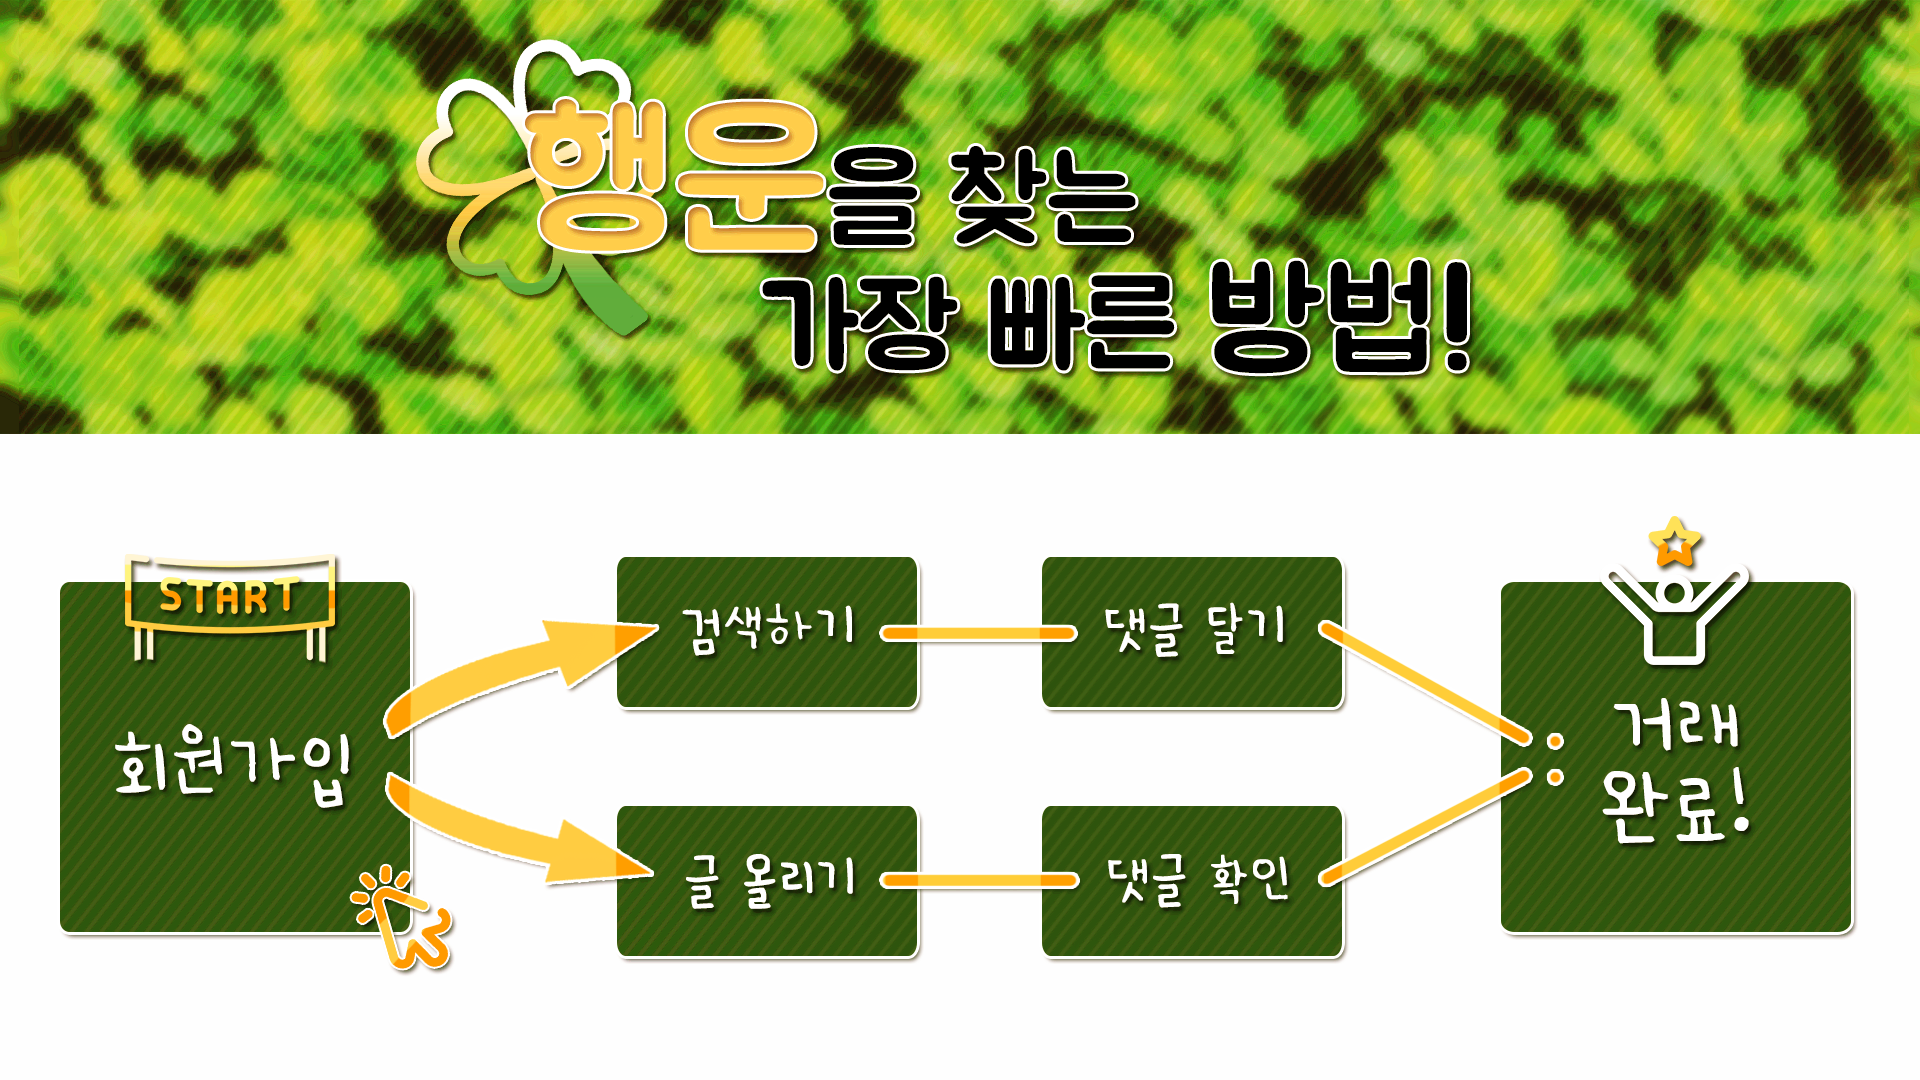 행운을 찾는
가장 빠른 방법!
START
회원가입
검색하기
댓글 달기
글 올리기
댓글 확인
거래
완료!